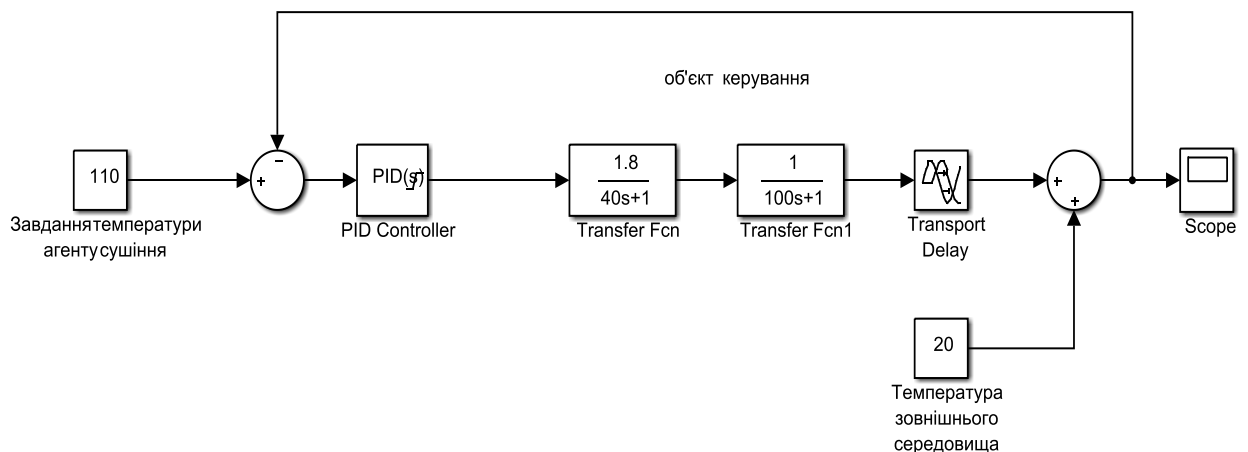 об'єкт керування
110
−
+
PID(s)
1.8
40s+1
1
100s+1
+
+
Завдання температури
агенту сушіння
PID Controller
Transfer Fcn
Transfer Fcn1
Transport
Delay
Scope
20
Температура
зовнішнього
середовища